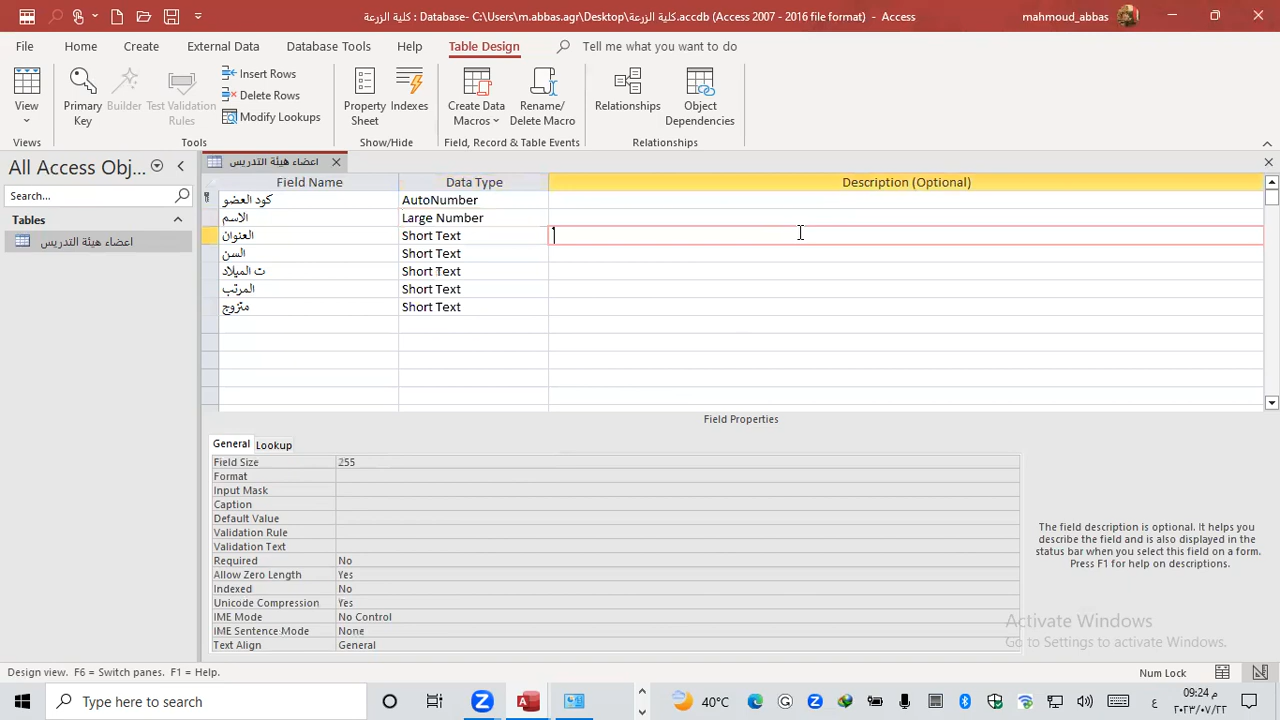 كلية الزرعة : Database- C:\Users\m.abbas.agr\Desktop\كلية الزرعة.accdb (Access 2007 - 2016 file format) - Access
mahmoud_abbas
File Home Create External Data Database Tools Help Table Design Tell me what you want to do
View
Primary Key
Builder
Test Validation Rules
Insert Rows
Delete Rows
Modify Lookups
Property Sheet
Indexes
Create Data Macros
Rename/ Delete Macro
Relationships
Object Dependencies
Views Tools Show/Hide Field, Record & Table Events Relationships
All Access Obj...
Search...
Tables
اعضاء هيئة التدريس
اعضاء هيئة التدريس
Field Name Data Type Description (Optional)
كود العضو AutoNumber
الاسم Large Number
العنوان Short Text
السن Short Text
ت الميلاد Short Text
المرتب Short Text
متزوج Short Text
Field Properties
General Lookup
Field Size 255
Format
Input Mask
Caption
Default Value
Validation Rule
Validation Text
Required No
Allow Zero Length Yes
Indexed No
Unicode Compression Yes
IME Mode No Control
IME Sentence Mode None
Text Align General
The field description is optional. It helps you
describe the field and is also displayed in the
status bar when you select this field on a form.
Press F1 for help on descriptions.
Activate Windows
Go to Settings to activate Windows.
Design view. F6 = Switch panes. F1 = Help.
Num Lock
Type here to search
40°C
ع
09:24 م
٢٠٢٣/٠٧/٢٢